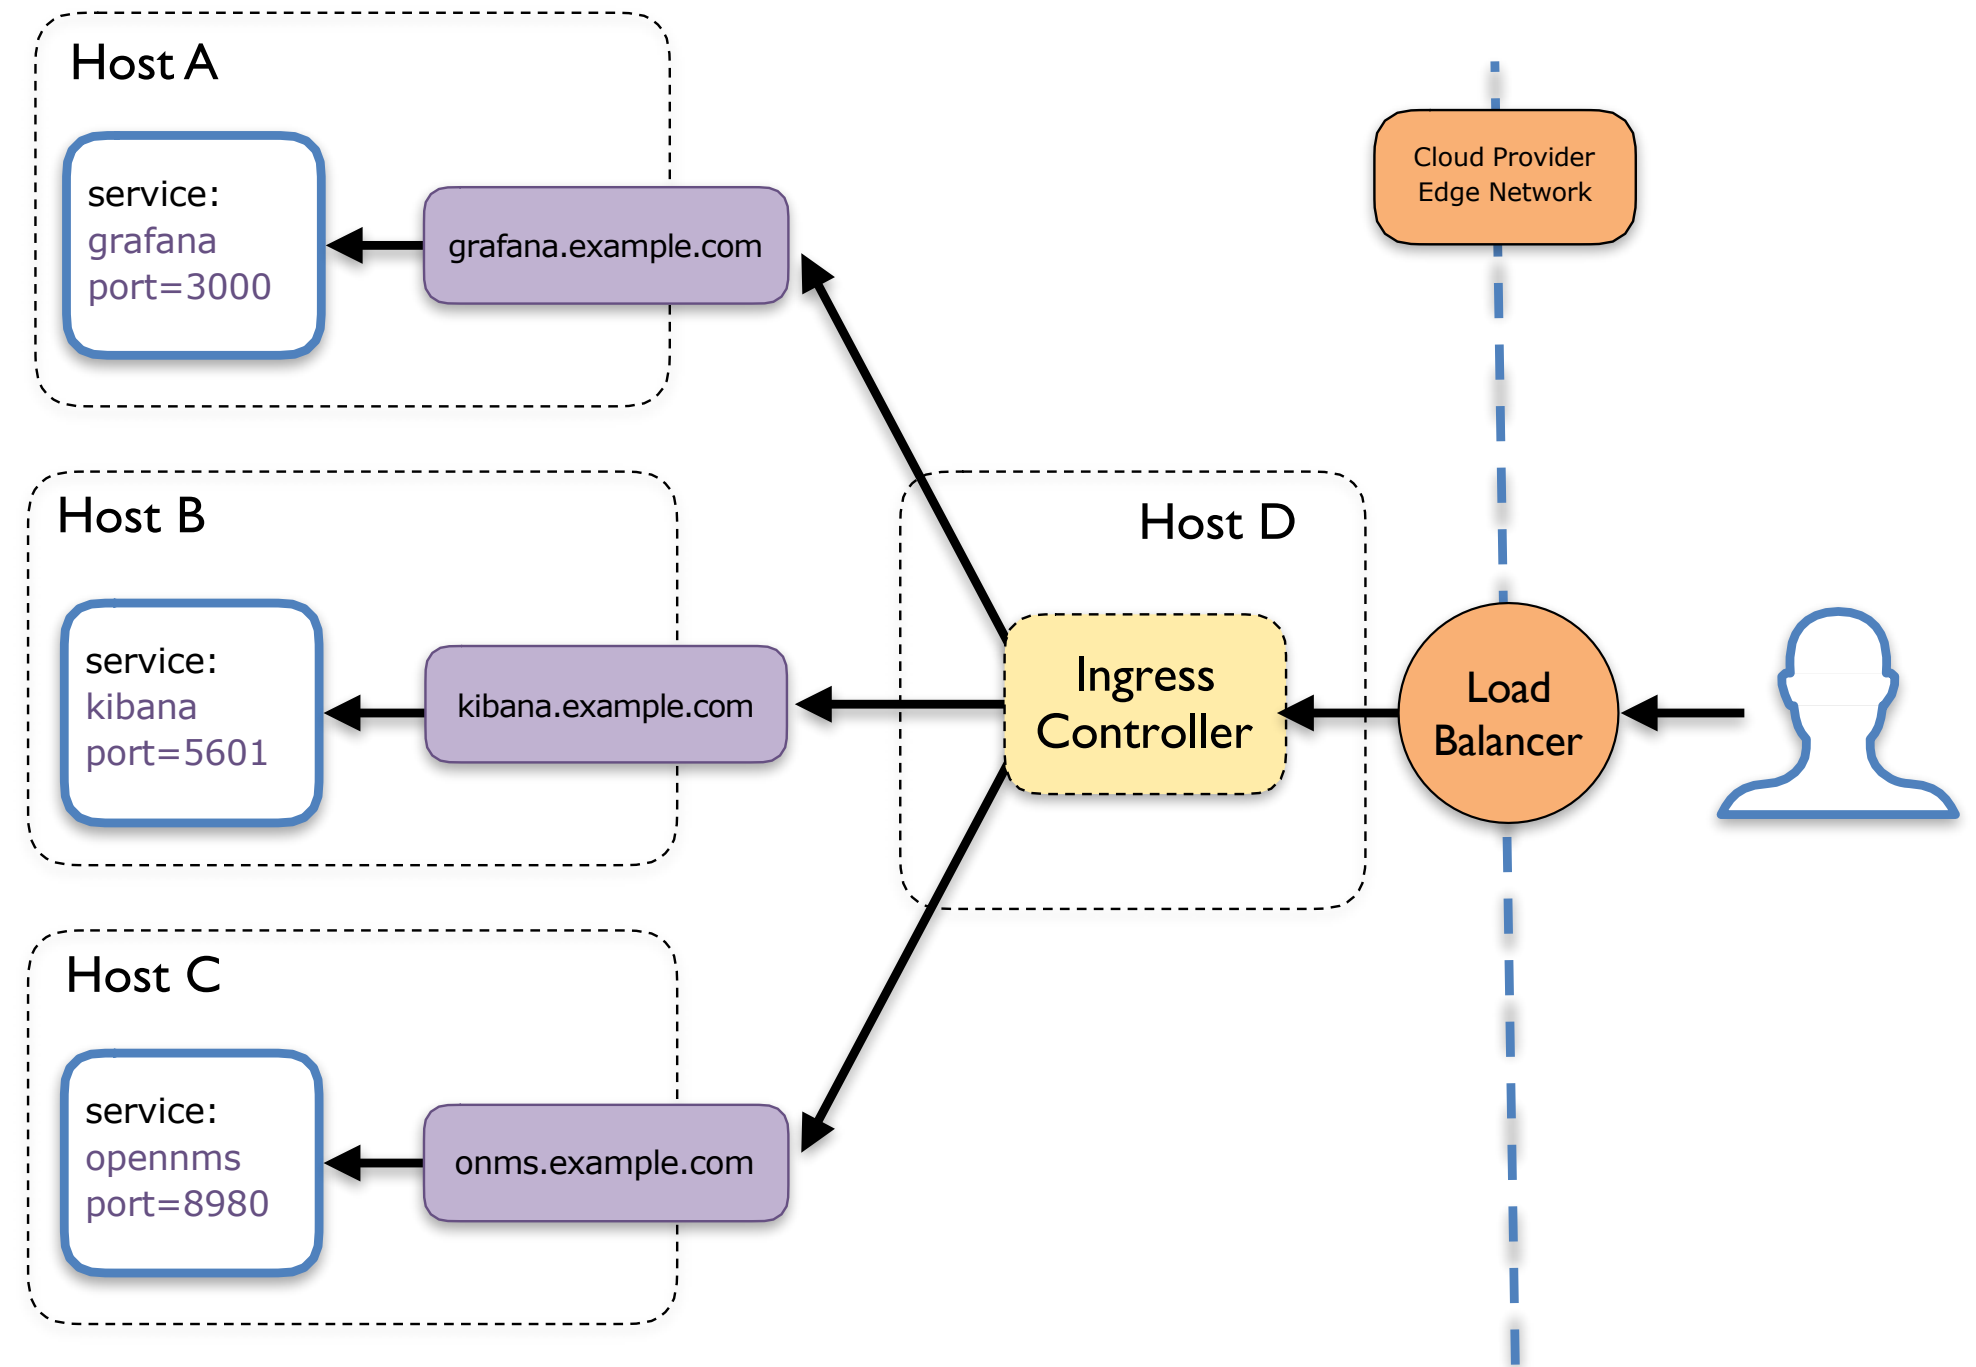 Host A
service:
grafana
port=3000
grafana.example.com
Cloud Provider
Edge Network
Host B
service:
kibana
port=5601
kibana.example.com
Host D
Ingress
Controller
Load
Balancer
Host C
service:
opennms
port=8980
onms.example.com